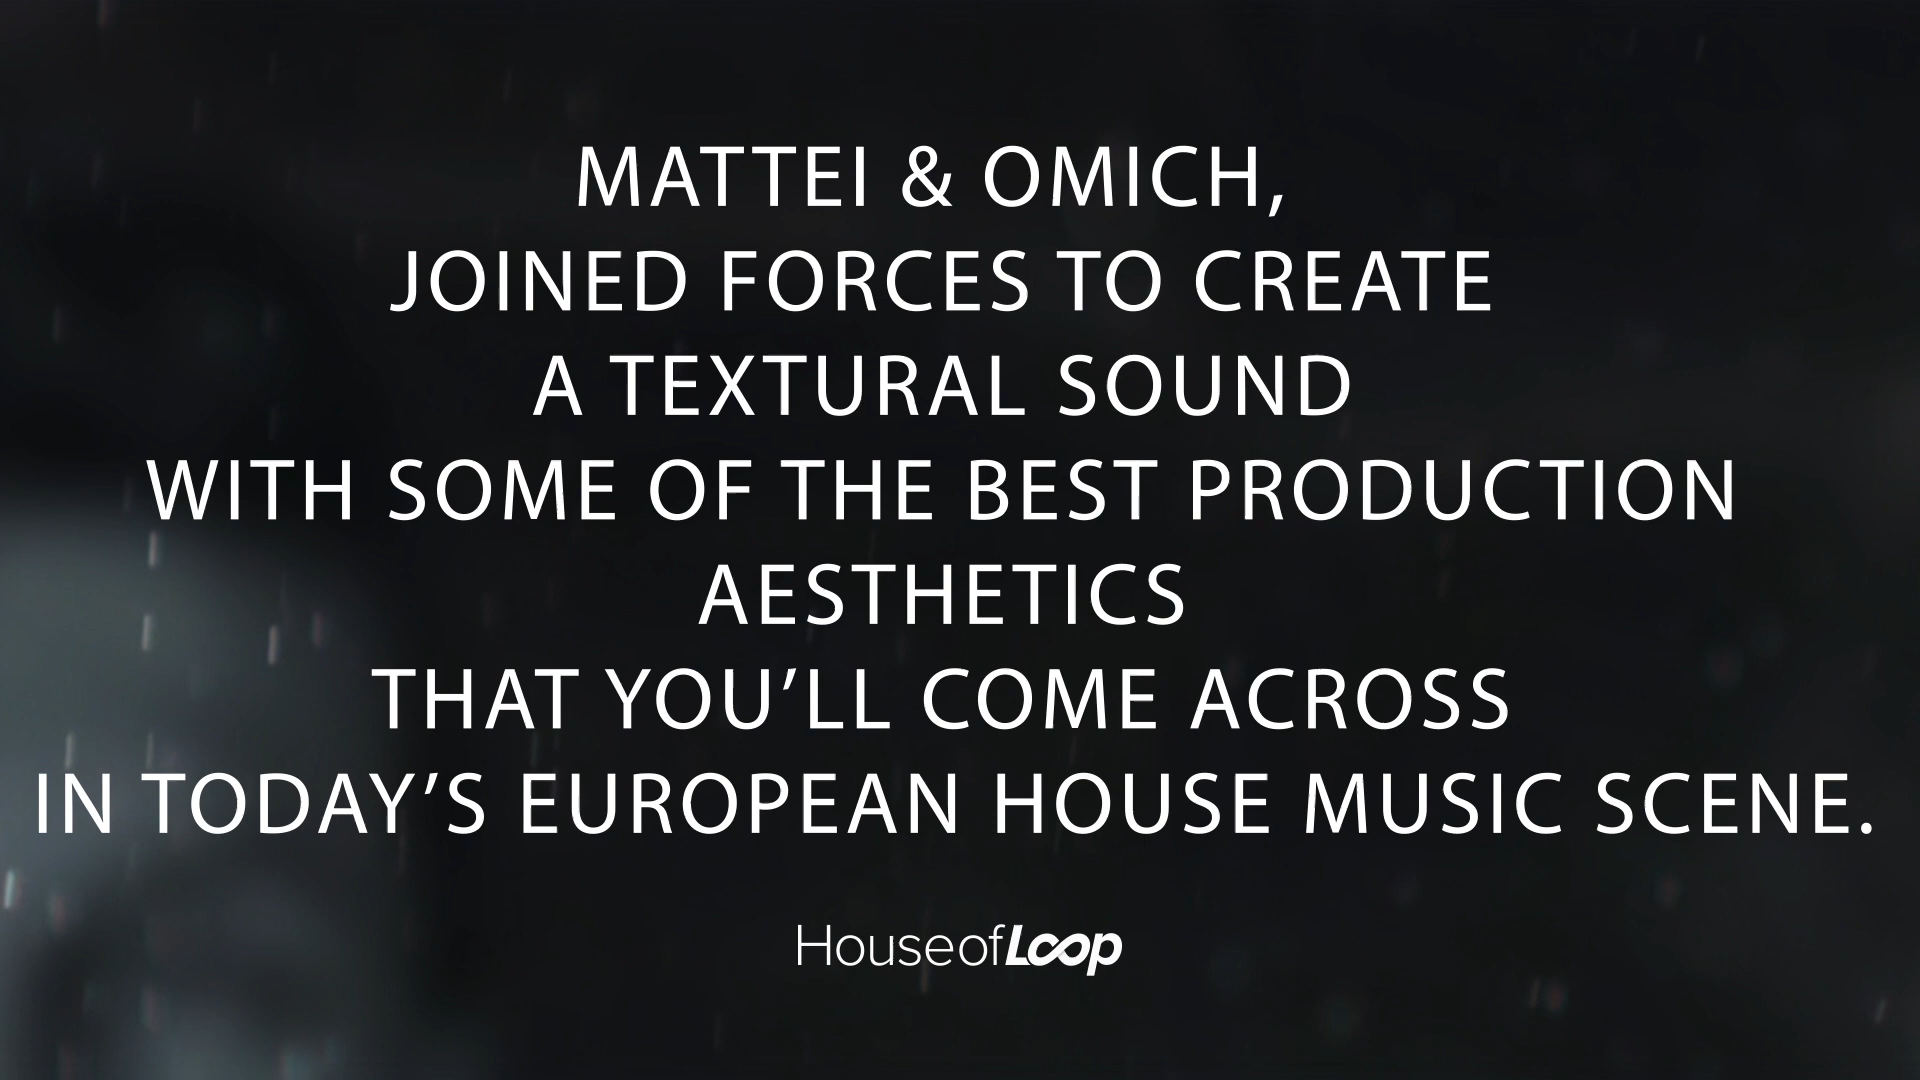 MATTEI & OMICH,
JOINED FORCES TO CREATE
A TEXTURAL SOUND
WITH SOME OF THE BEST PRODUCTION
AESTHETICS
THAT YOU’LL COME ACROSS
IN TODAY’S EUROPEAN HOUSE MUSIC SCENE.
HouseofLoop